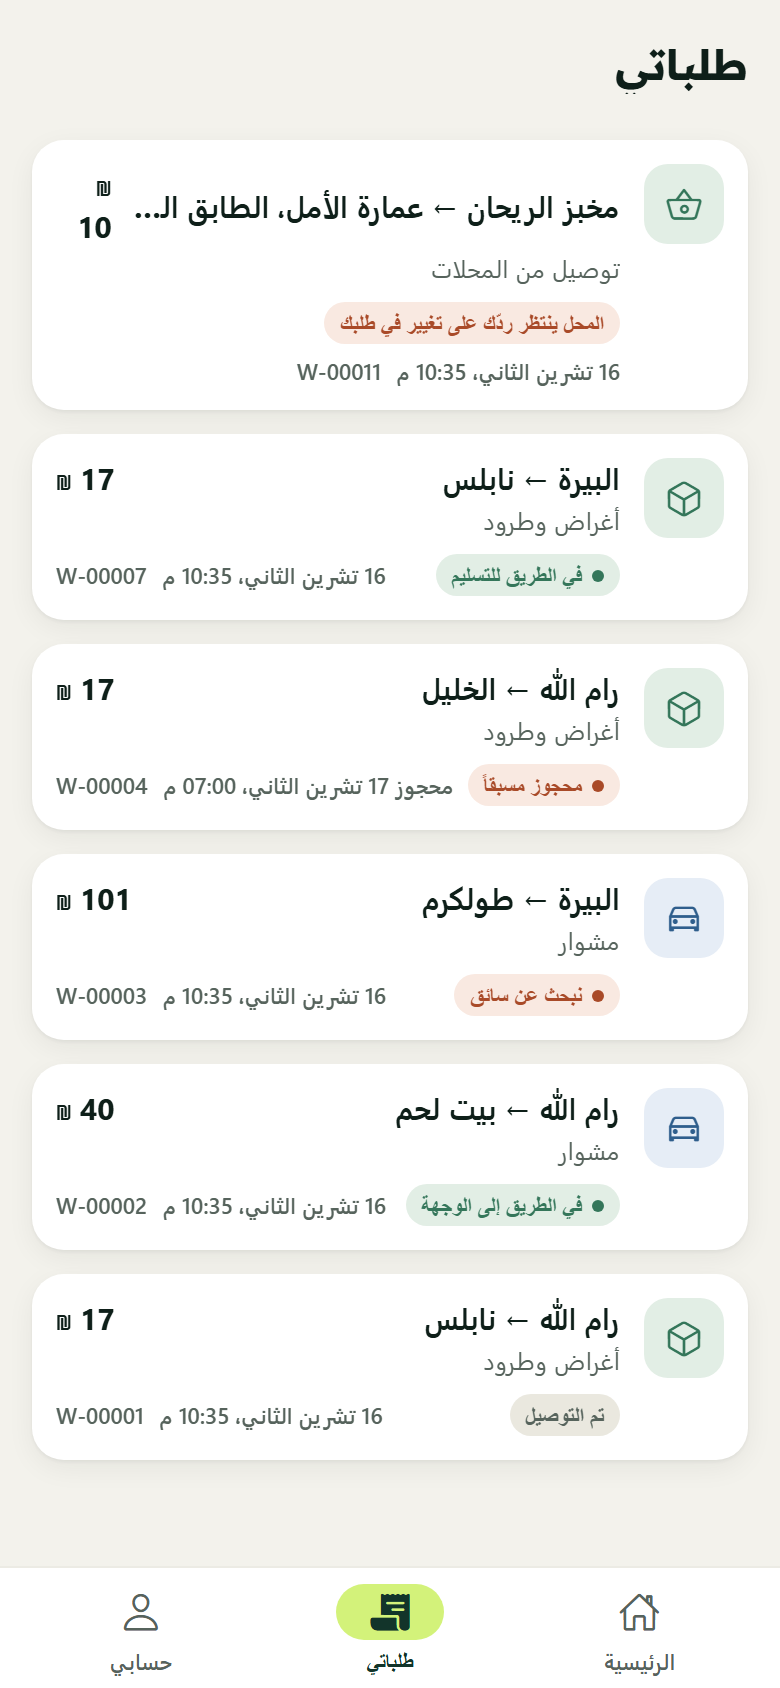 طلباتي
مخبز الريحان ← عمارة الأمل، الطابق الـ...
₪
10
توصيل من المحلات
المحل ينتظر ردّك على تغيير في طلبك
16 تشرين الثاني، 10:35 م W-00011
البيرة ← نابلس 17 ₪
أغراض وطرود
في الطريق للتسليم 16 تشرين الثاني، 10:35 م W-00007
رام الله ← الخليل 17 ₪
أغراض وطرود
محجوز مسبقاً محجوز 17 تشرين الثاني، 07:00 م W-00004
البيرة ← طولكرم 101 ₪
مشوار
نبحث عن سائق 16 تشرين الثاني، 10:35 م W-00003
رام الله ← بيت لحم 40 ₪
مشوار
في الطريق إلى الوجهة 16 تشرين الثاني، 10:35 م W-00002
رام الله ← نابلس 17 ₪
أغراض وطرود
تم التوصيل 16 تشرين الثاني، 10:35 م W-00001
الرئيسية طلباتي حسابي